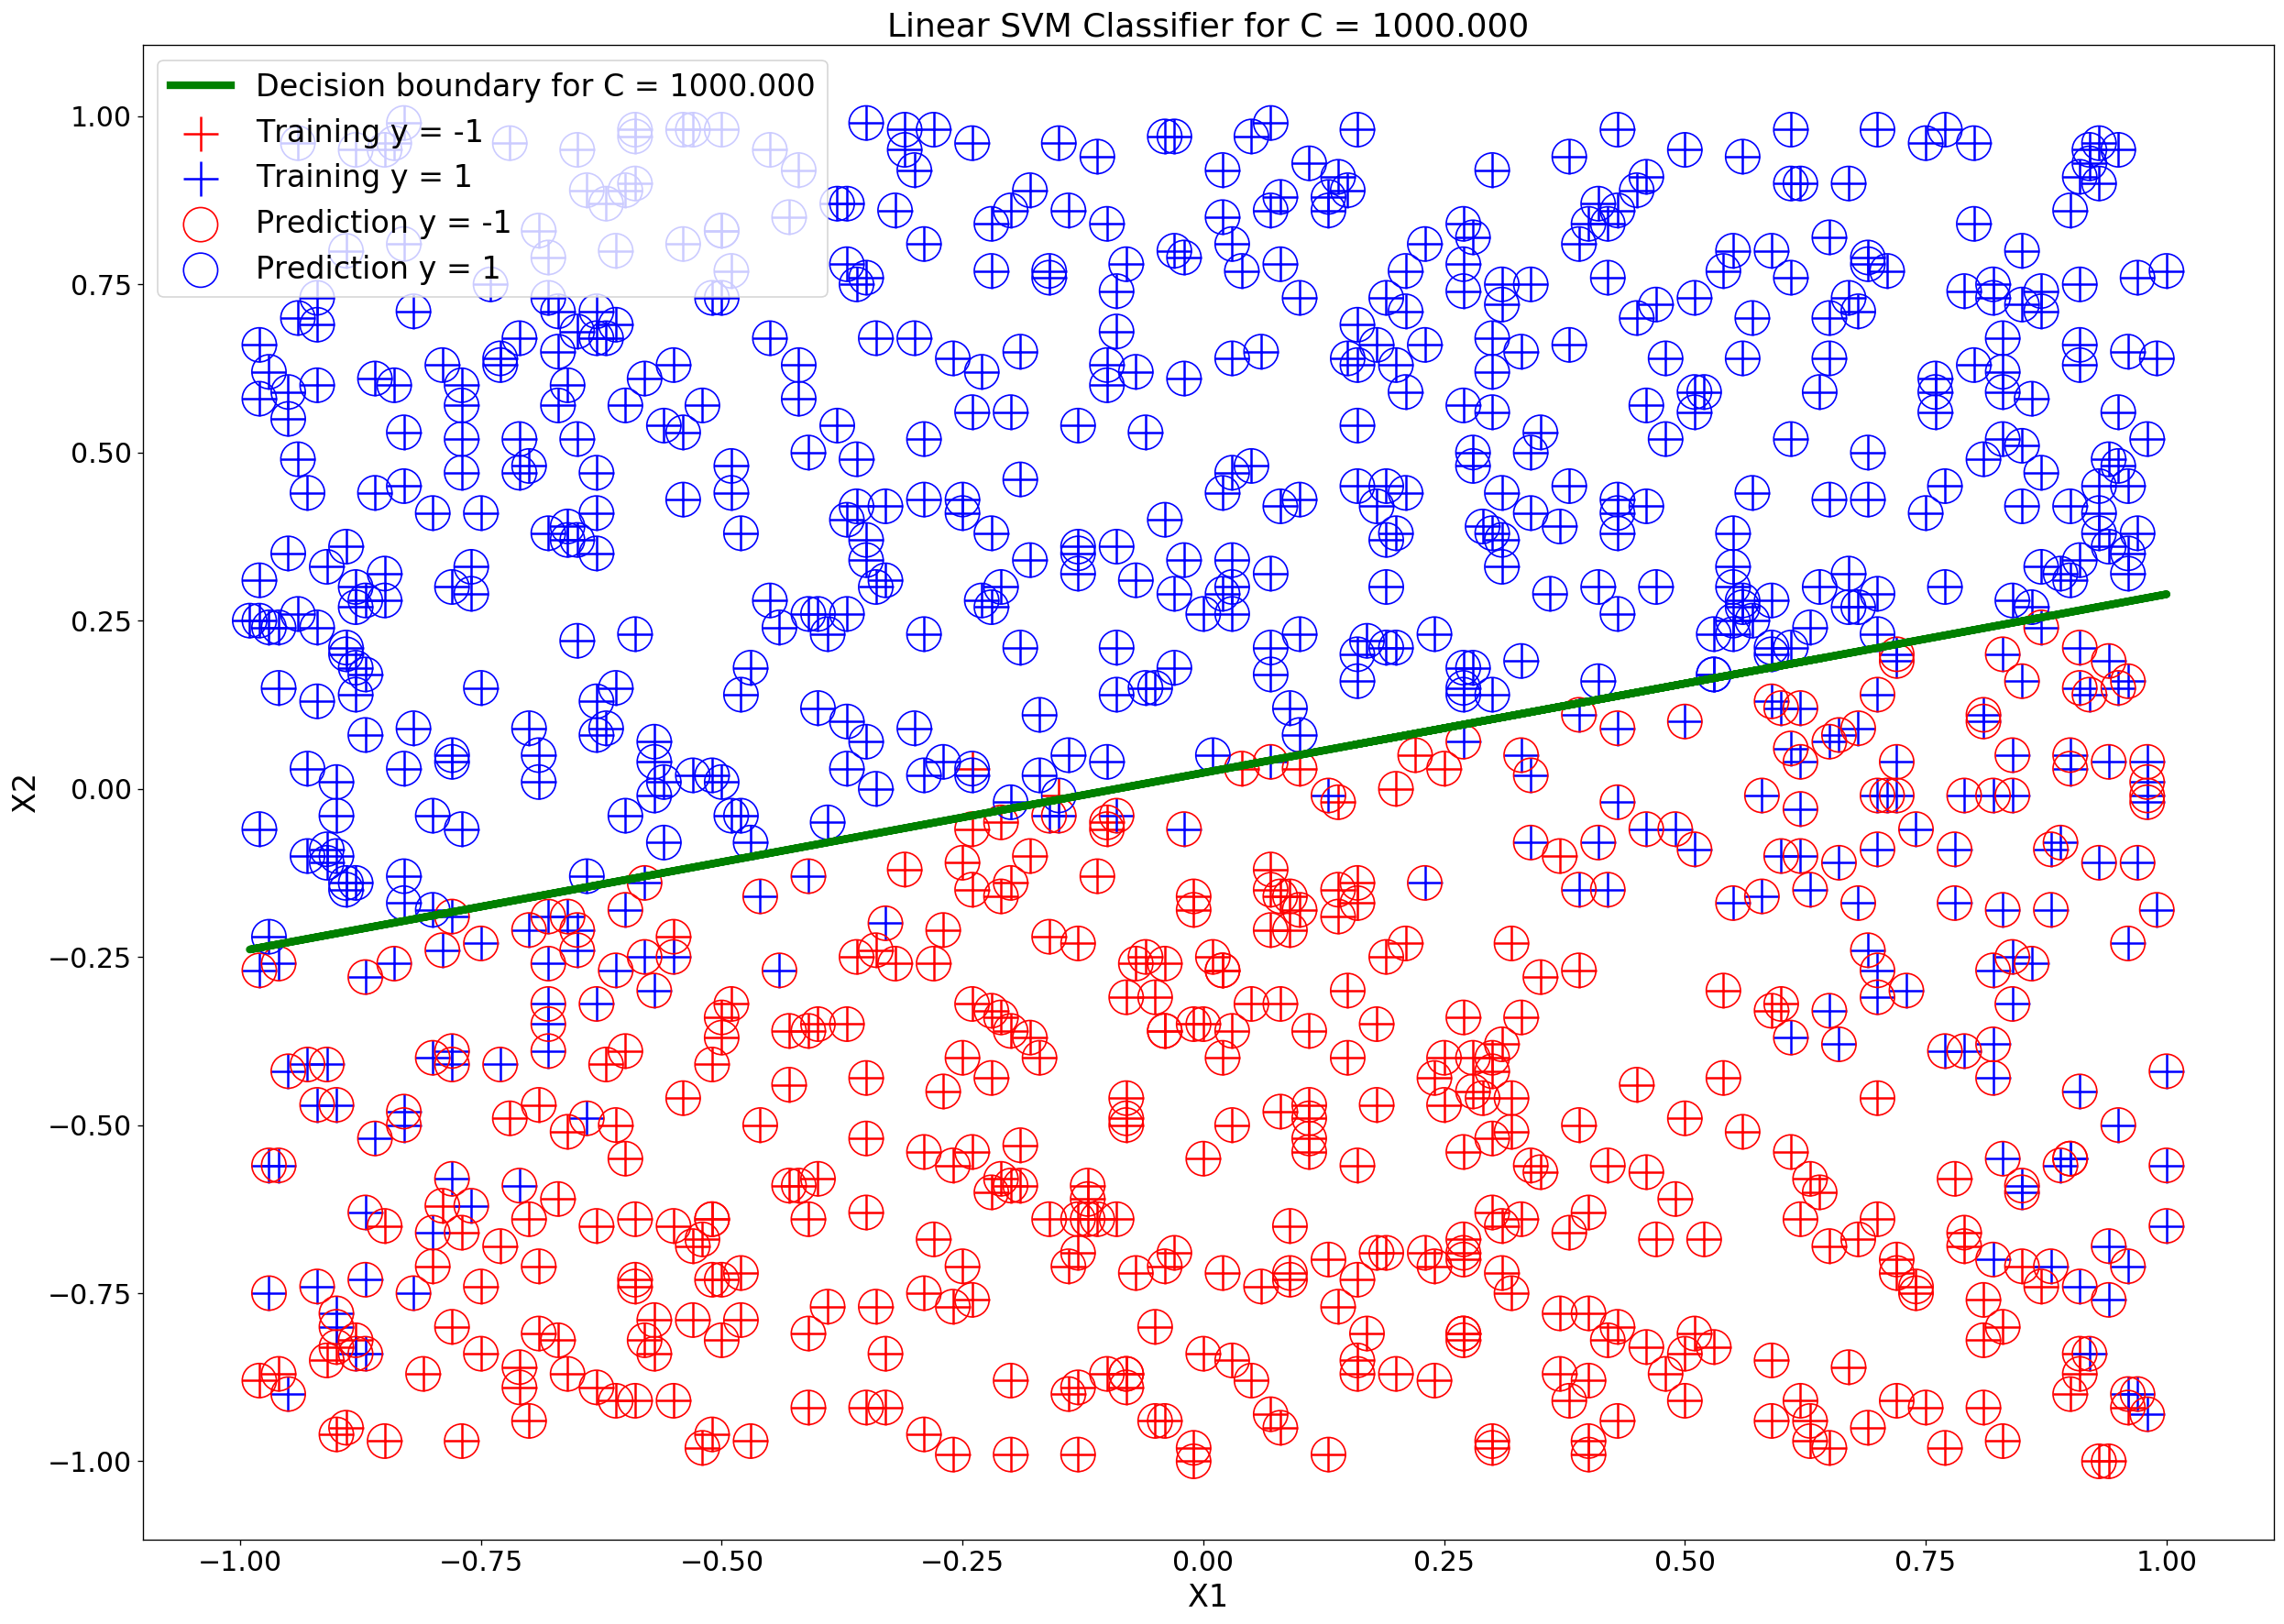 Linear SVM Classifier for C = 1000.000
Decision boundary for C = 1000.000
Training y = -1
Training y = 1
Prediction y = -1
Prediction y = 1
1.00
0.75
0.50
0.25
0.00
−0.25
−0.50
−0.75
−1.00
X2
−1.00 −0.75 −0.50 −0.25 0.00 0.25 0.50 0.75 1.00
X1